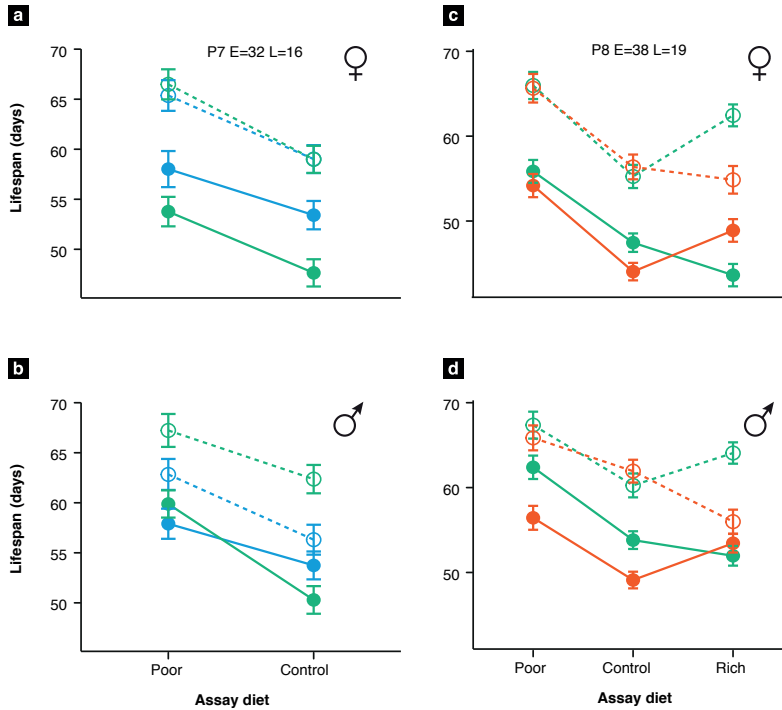 a
P7 E=32 L=16
Lifespan (days)
70
65
60
55
50
c
P8 E=38 L=19
70
60
50
b
Lifespan (days)
70
65
60
55
50
Poor
Control
Assay diet
d
70
60
50
Poor
Control
Rich
Assay diet